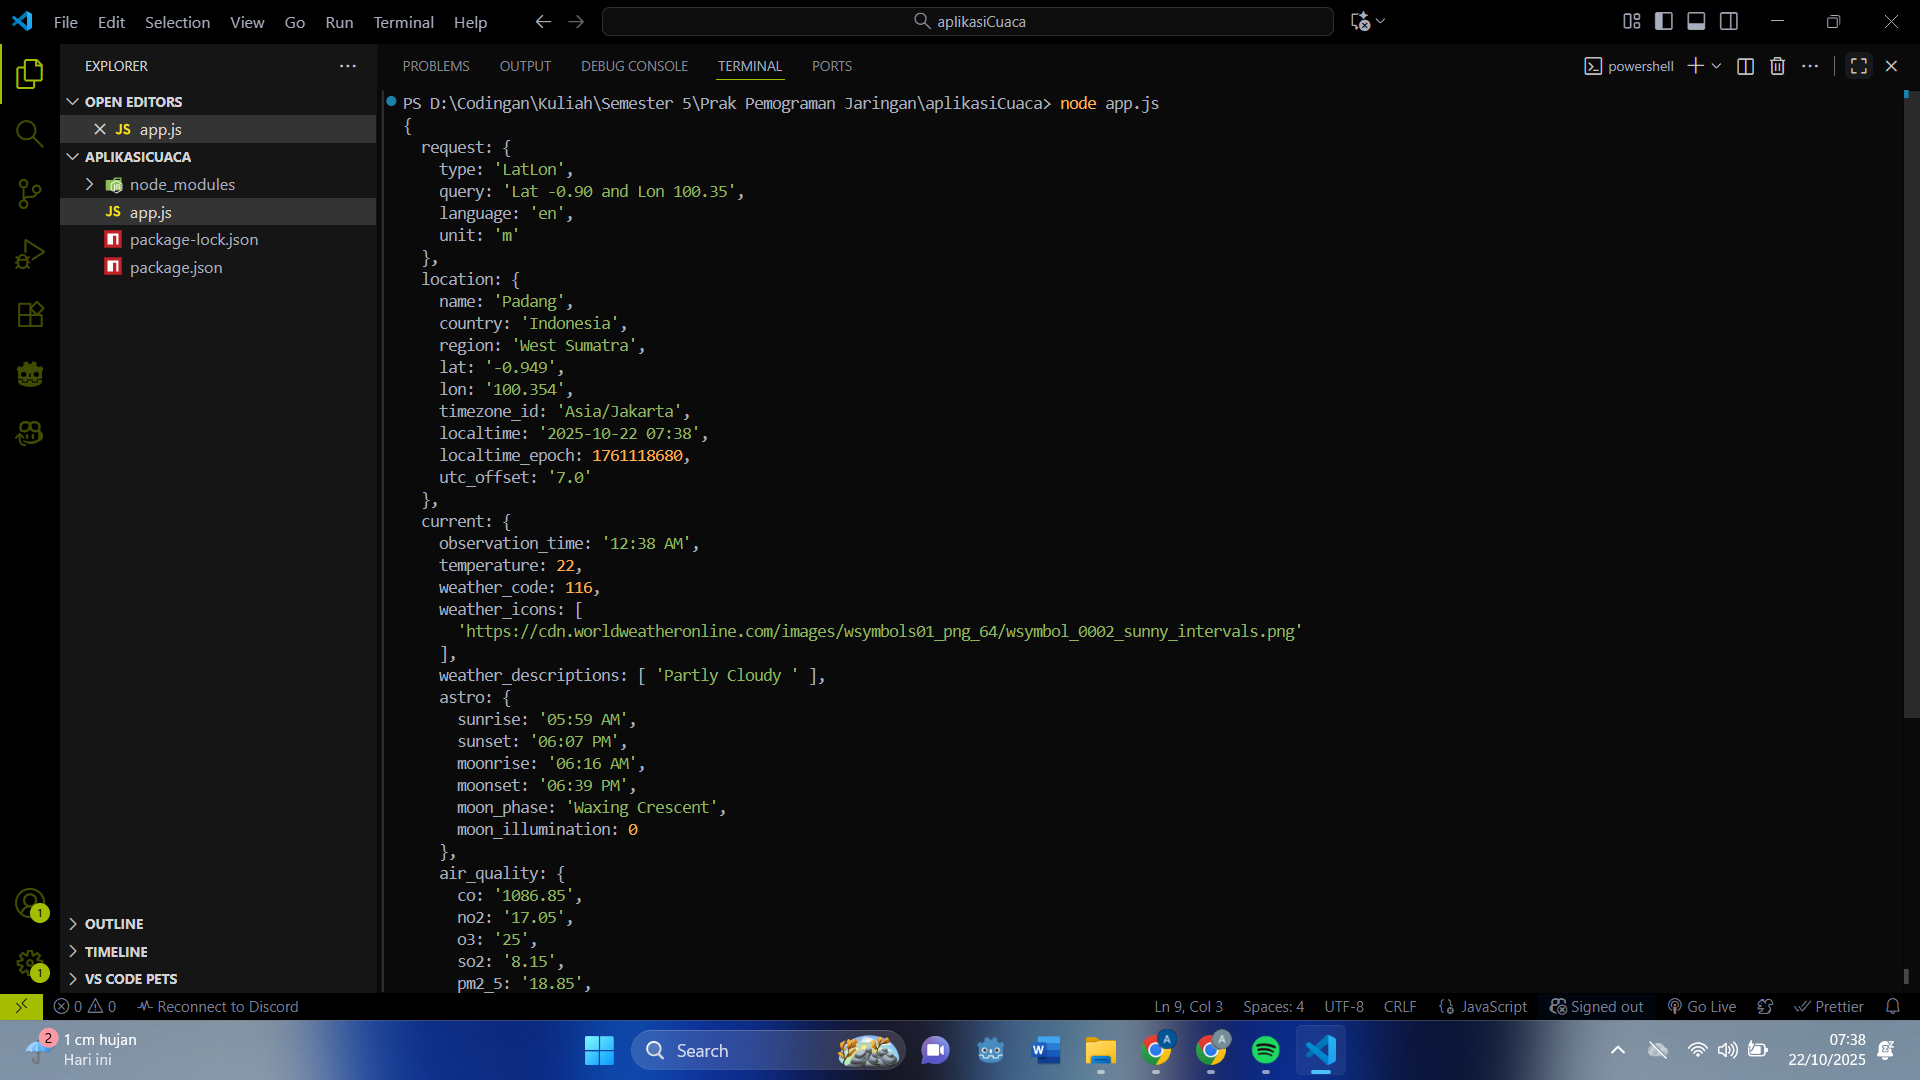 File Edit Selection View Go Run Terminal Help
aplikasiCuaca
EXPLORER
OPEN EDITORS
JS app.js
APLIKASICUACA
node_modules
JS app.js
package-lock.json
package.json
OUTLINE
TIMELINE
VS CODE PETS
PROBLEMS OUTPUT DEBUG CONSOLE TERMINAL PORTS
powershell
PS D:\Codingan\Kuliah\Semester 5\Prak Pemograman Jaringan\aplikasiCuaca> node app.js
{
request: {
type: 'LatLon',
query: 'Lat -0.90 and Lon 100.35',
language: 'en',
unit: 'm'
},
location: {
name: 'Padang',
country: 'Indonesia',
region: 'West Sumatra',
lat: '-0.949',
lon: '100.354',
timezone_id: 'Asia/Jakarta',
localtime: '2025-10-22 07:38',
localtime_epoch: 1761118680,
utc_offset: '7.0'
},
current: {
observation_time: '12:38 AM',
temperature: 22,
weather_code: 116,
weather_icons: [
'https://cdn.worldweatheronline.com/images/wsymbols01_png_64/wsymbol_0002_sunny_intervals.png'
],
weather_descriptions: [ 'Partly Cloudy ' ],
astro: {
sunrise: '05:59 AM',
sunset: '06:07 PM',
moonrise: '06:16 AM',
moonset: '06:39 PM',
moon_phase: 'Waxing Crescent',
moon_illumination: 0
},
air_quality: {
co: '1086.85',
no2: '17.05',
o3: '25',
so2: '8.15',
pm2_5: '18.85',
1
1
0 0 Reconnect to Discord
Ln 9, Col 3 Spaces: 4 UTF-8 CRLF {} JavaScript Signed out Go Live Prettier
2
1 cm hujan
Hari ini
Search
A
A
07:38
22/10/2025